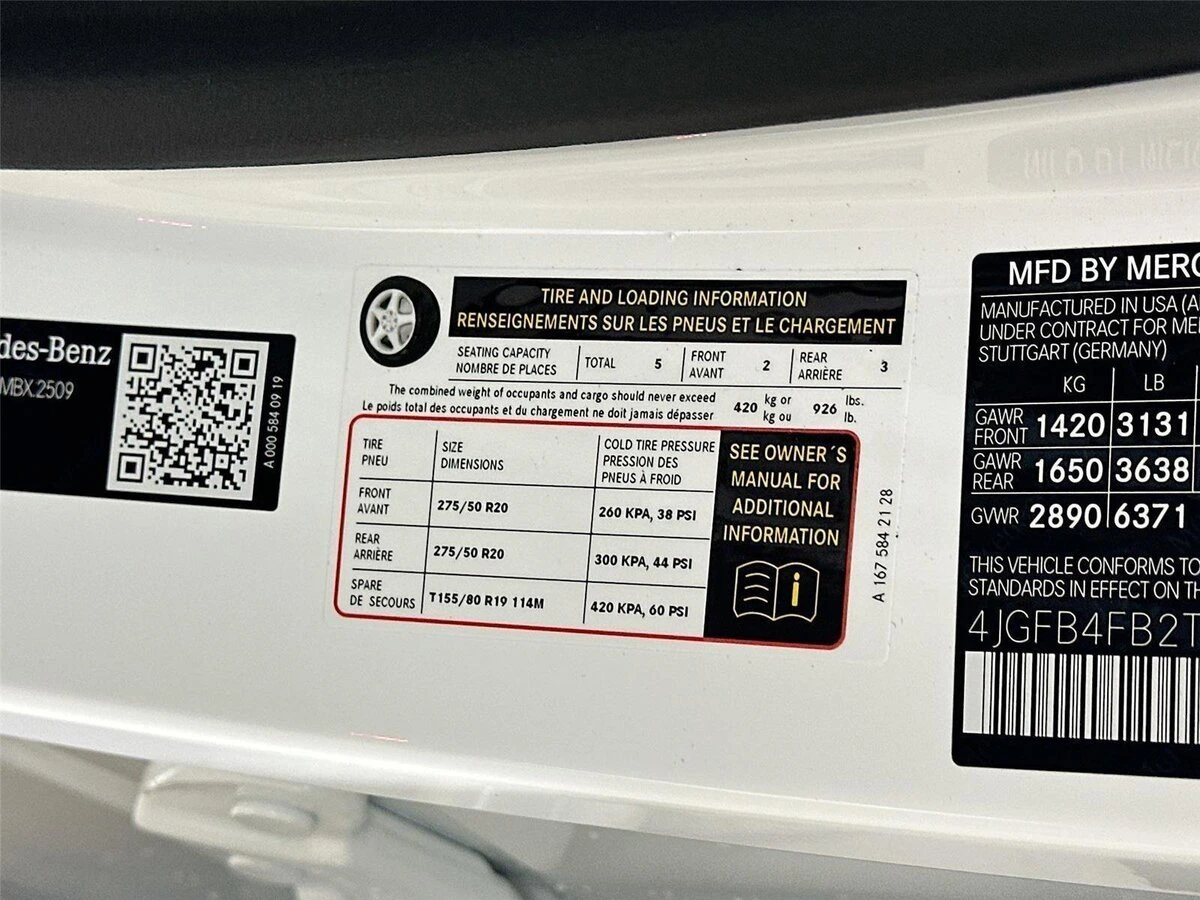 des-Benz
MBX.2509
A 000 584 09 19
TIRE AND LOADING INFORMATION
RENSEIGNEMENTS SUR LES PNEUS ET LE CHARGEMENT
SEATING CAPACITY
NOMBRE DE PLACES
TOTAL 5
FRONT
AVANT
2
REAR
ARRIÈRE
3
The combined weight of occupants and cargo should never exceed
Le poids total des occupants et du chargement ne doit jamais dépasser
420
kg or
kg ou
926
lbs.
lb.
TIRE
PNEU
SIZE
DIMENSIONS
COLD TIRE PRESSURE
PRESSION DES
PNEUS À FROID
FRONT
AVANT
275/50 R20
260 KPA, 38 PSI
REAR
ARRIÈRE
275/50 R20
300 KPA, 44 PSI
SPARE
DE SECOURS
T155/80 R19 114M
420 KPA, 60 PSI
SEE OWNER´S
MANUAL FOR
ADDITIONAL
INFORMATION
A 167 584 21 28
MFD BY MERC
MANUFACTURED IN USA (A
UNDER CONTRACT FOR ME
STUTTGART (GERMANY)
KG LB
GAWR
FRONT
1420 3131
GAWR
REAR
1650 3638
GVWR 2890 6371
THIS VEHICLE CONFORMS TO
STANDARDS IN EFFECT ON TH
4JGFB4FB2T